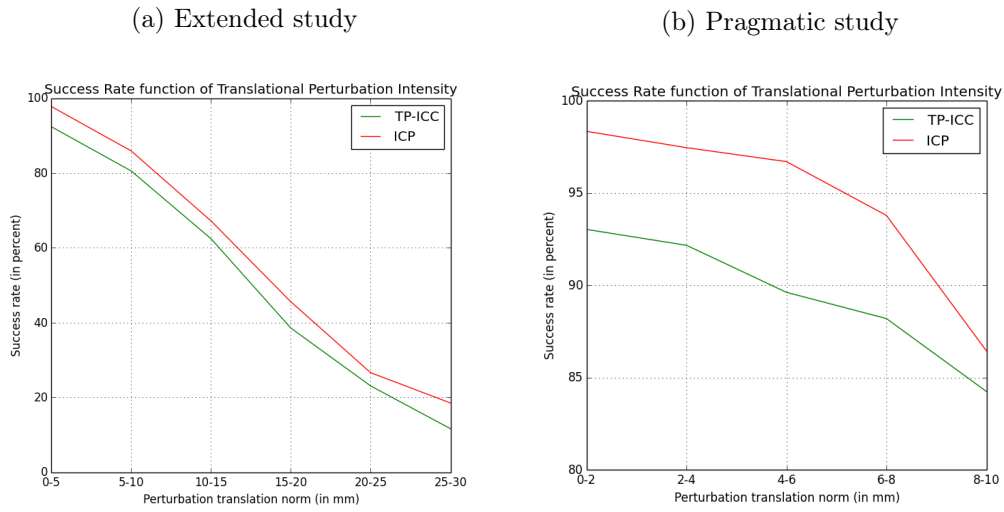 (a) Extended study
Success Rate function of Translational Perturbation Intensity
100
80
60
40
20
0
Success rate (in percent)
TP-ICC
ICP
0-5 5-10 10-15 15-20 20-25 25-30
Perturbation translation norm (in mm)
(b) Pragmatic study
Success Rate function of Translational Perturbation Intensity
100
95
90
85
80
Success rate (in percent)
TP-ICC
ICP
0-2 2-4 4-6 6-8 8-10
Perturbation translation norm (in mm)